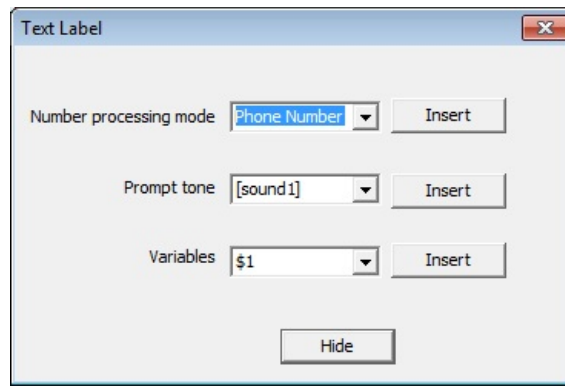 Text Label
Number processing mode Phone Number Insert
Prompt tone [sound1] Insert
Variables $1 Insert
Hide